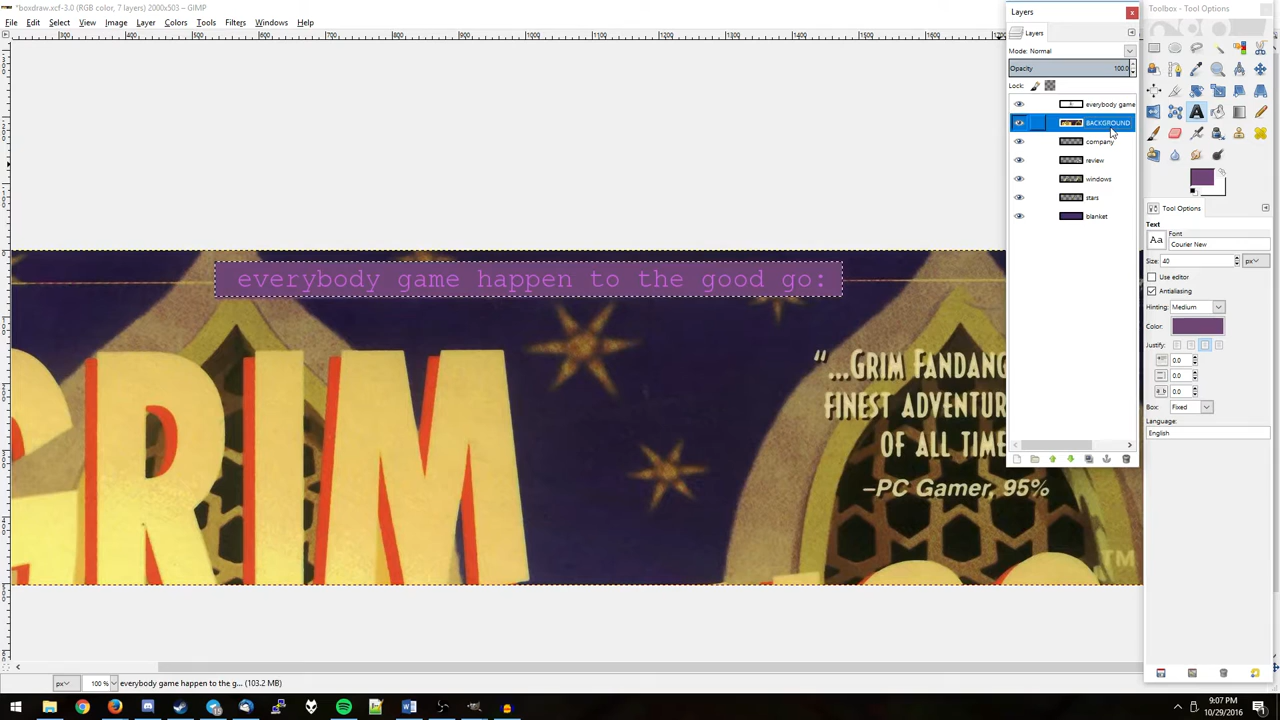 *boxdraw.xcf-3.0 (RGB color, 7 layers) 2000x503 – GIMP
File Edit Select View Image Layer Colors Tools Filters Windows Help
Layers
Layers
Mode: Normal
Opacity 100.0
Lock:
everybody game
BACKGROUND
company
review
windows
stars
blanket
Toolbox - Tool Options
Tool Options
Text
Font
Aa Courier New
Size: 40 px
Use editor
Antialiasing
Hinting: Medium
Color:
Justify:
0.0
0.0
0.0
Box: Fixed
Language:
English
everybody game happen to the good go:
GRIM
“...GRIM FANDANG
FINEST ADVENTUR
OF ALL TIME
–PC Gamer, 95%
TM
px 100 % everybody game happen to the g... (103.2 MB)
9:07 PM
10/29/2016